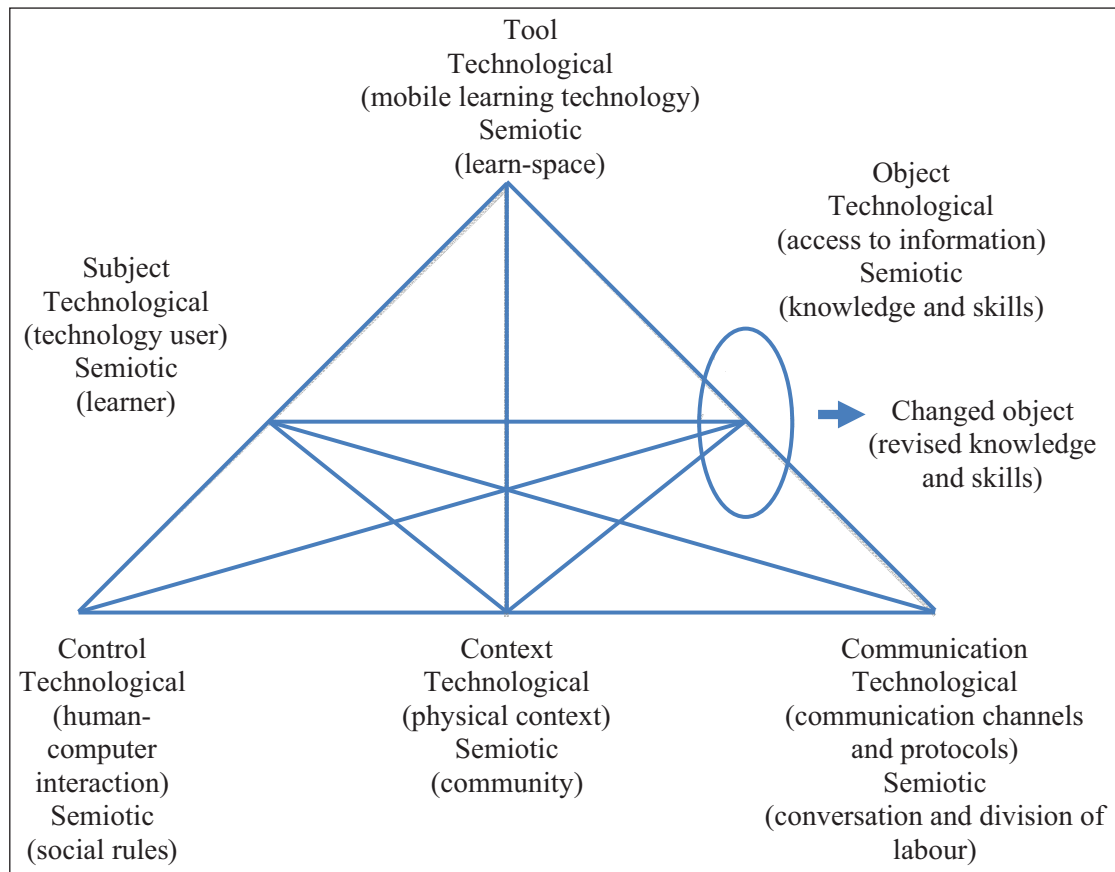 Tool
Technological
(mobile learning technology)
Semiotic
(learn-space)
Object
Technological
(access to information)
Semiotic
(knowledge and skills)
Subject
Technological
(technology user)
Semiotic
(learner)
Changed object
(revised knowledge
and skills)
Control
Technological
(human-
computer
interaction)
Semiotic
(social rules)
Context
Technological
(physical context)
Semiotic
(community)
Communication
Technological
(communication channels
and protocols)
Semiotic
(conversation and division of
labour)